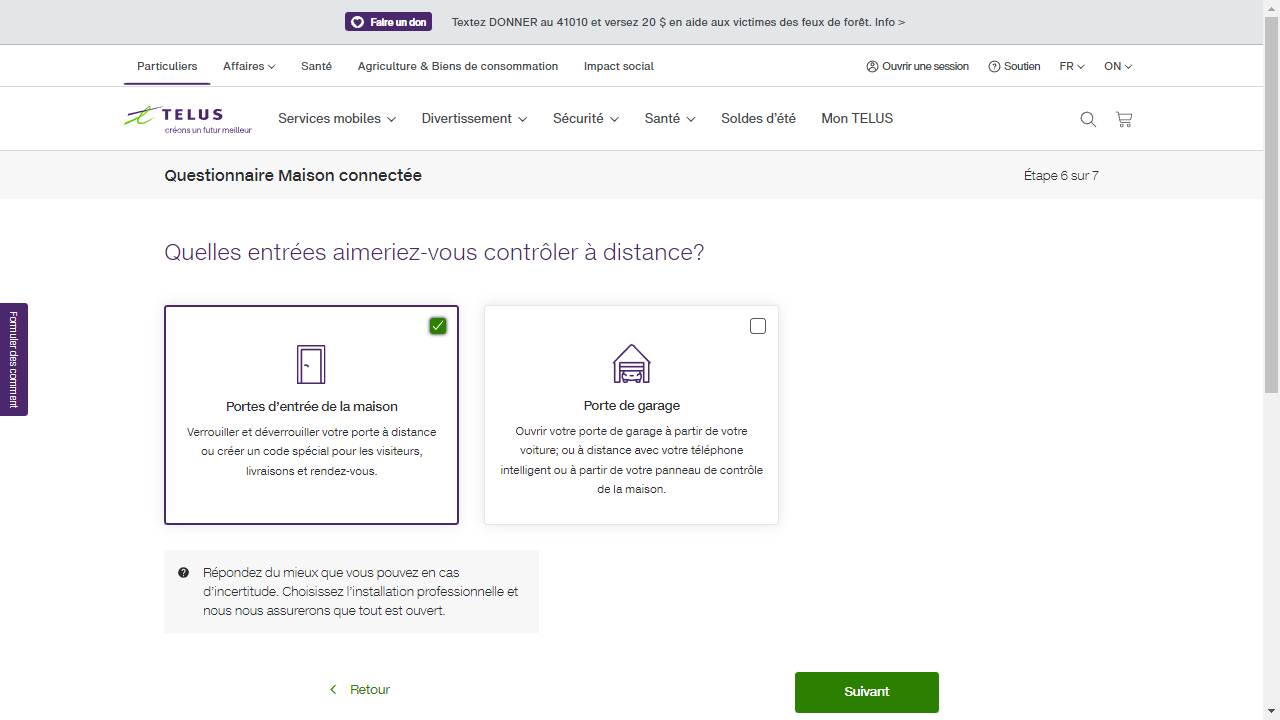 Faire un don
Textez DONNER au 41010 et versez 20 $ en aide aux victimes des feux de forêt. Info >
Particuliers
Affaires
Santé
Agriculture & Biens de consommation
Impact social
Ouvrir une session
Soutien
FR
ON
TELUS
créons un futur meilleur
Services mobiles
Divertissement
Sécurité
Santé
Soldes d'été
Mon TELUS
Questionnaire Maison connectée
Étape 6 sur 7
Quelles entrées aimeriez-vous contrôler à distance?
Formuler des comment
Portes d'entrée de la maison
Verrouiller et déverrouiller votre porte à distance
ou créer un code spécial pour les visiteurs,
livraisons et rendez-vous.
Porte de garage
Ouvrir votre porte de garage à partir de votre
voiture; ou à distance avec votre téléphone
intelligent ou à partir de votre panneau de contrôle
de la maison.
Répondez du mieux que vous pouvez en cas
d'incertitude. Choisissez l'installation professionnelle et
nous nous assurerons que tout est ouvert.
Retour
Suivant